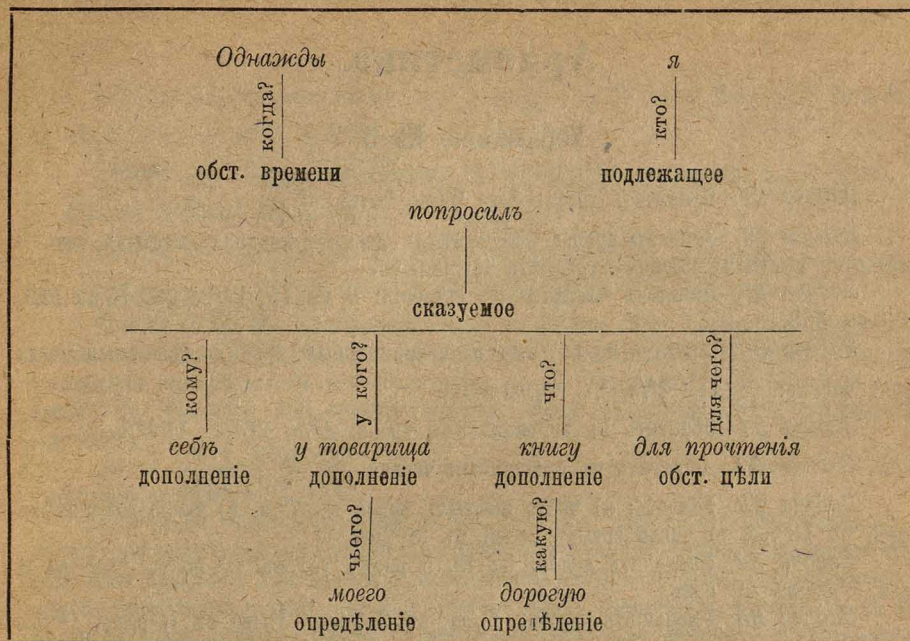 Однажды я
когда? кто?
обст. времени подлежащее
попросилъ
сказуемое
кому? у кого? что? для чего?
себѣ у товарища книгу для прочтенія
дополненіе дополненіе дополненіе обст. цѣли
чьего? какую?
моего дорогую
опредѣленіе опредѣленіе